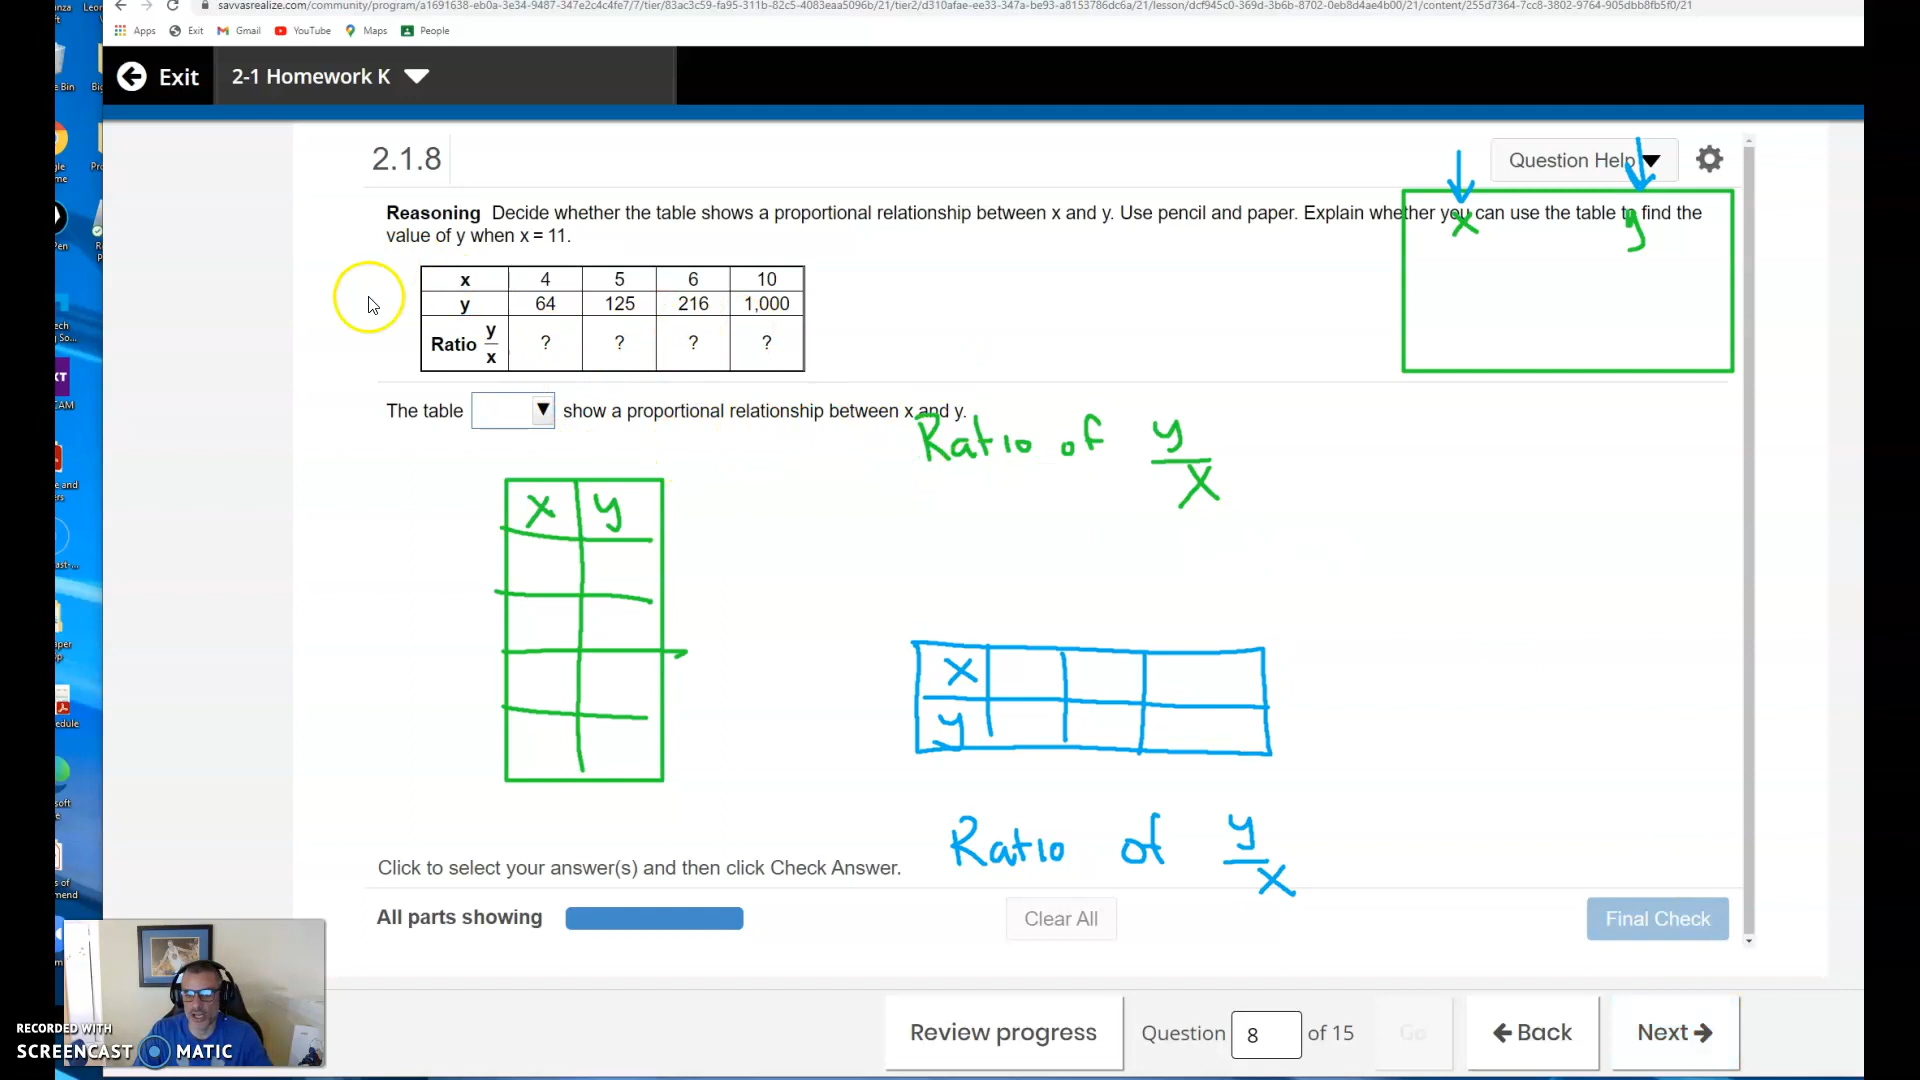 savvasrealize.com/community/program/a1691638-eb0a-3e34-9487-347e2c4c4fe7/7/tier/83ac3c59-fa95-311b-82c5-4083eaa5096b/21/tier2/d310afae-ee33-347a-be93-a8153786dc6a/21/lesson/dcf945c0-369d-3b6b-8702-0eb8d4ae4b00/21/content/255d7364-7cc8-3802-9764-905dbb8fb5f0/21
Apps Exit Gmail YouTube Maps People
Exit 2-1 Homework K
2.1.8
Question Help
Reasoning Decide whether the table shows a proportional relationship between x and y. Use pencil and paper. Explain whether you can use the table to find the
value of y when x = 11.
x y
x 4 5 6 10
y 64 125 216 1,000
Ratio y/x ? ? ? ?
The table show a proportional relationship between x and y.
Ratio of y/x
x y
x
y
Ratio of y/x
Click to select your answer(s) and then click Check Answer.
All parts showing
Clear All
Final Check
Review progress Question 8 of 15 Go Back Next
RECORDED WITH
SCREENCAST MATIC